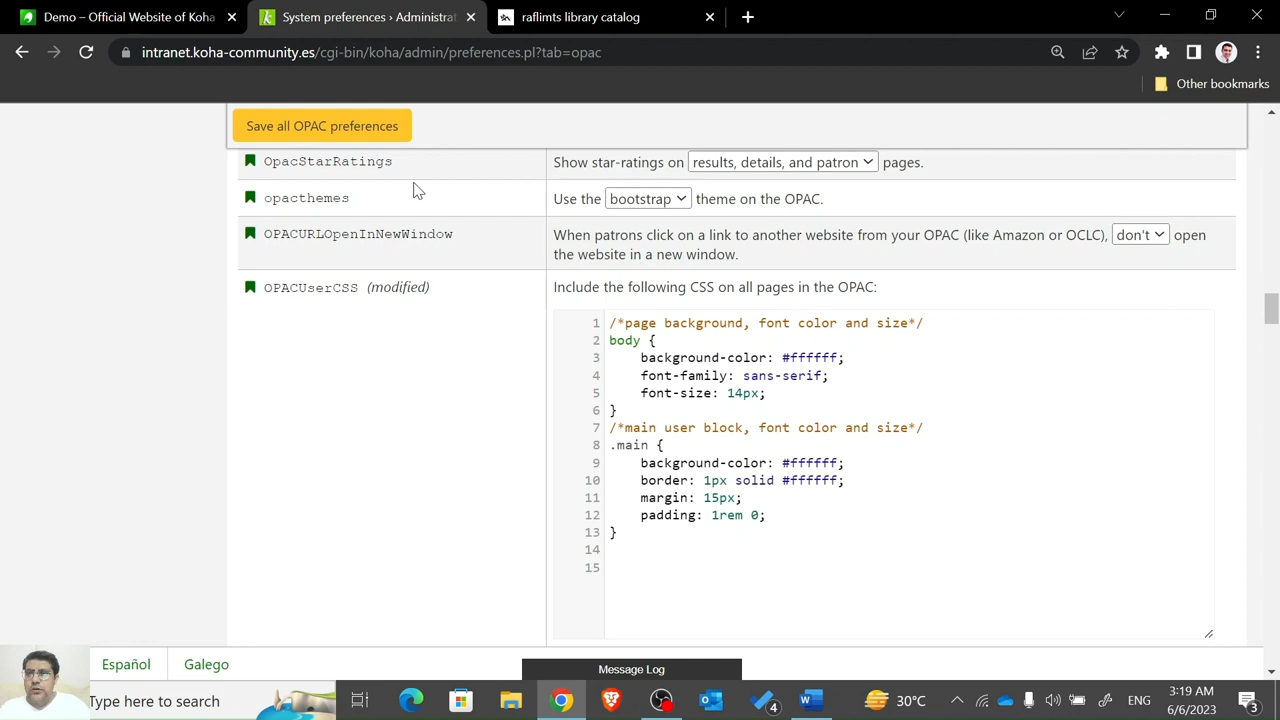 Demo – Official Website of Koha
System preferences › Administrat
raflimts library catalog
intranet.koha-community.es/cgi-bin/koha/admin/preferences.pl?tab=opac
Other bookmarks
Save all OPAC preferences
OpacStarRatings
Show star-ratings on results, details, and patron pages.
opacthemes
Use the bootstrap theme on the OPAC.
OPACURLOpenInNewWindow
When patrons click on a link to another website from your OPAC (like Amazon or OCLC), don't open
the website in a new window.
OPACUserCSS (modified)
Include the following CSS on all pages in the OPAC:
1 /*page background, font color and size*/
2 body {
3 background-color: #ffffff;
4 font-family: sans-serif;
5 font-size: 14px;
6 }
7 /*main user block, font color and size*/
8 .main {
9 background-color: #ffffff;
10 border: 1px solid #ffffff;
11 margin: 15px;
12 padding: 1rem 0;
13 }
14
15
Español
Galego
Message Log
Type here to search
4
30°C
ENG
3:19 AM
6/6/2023
3